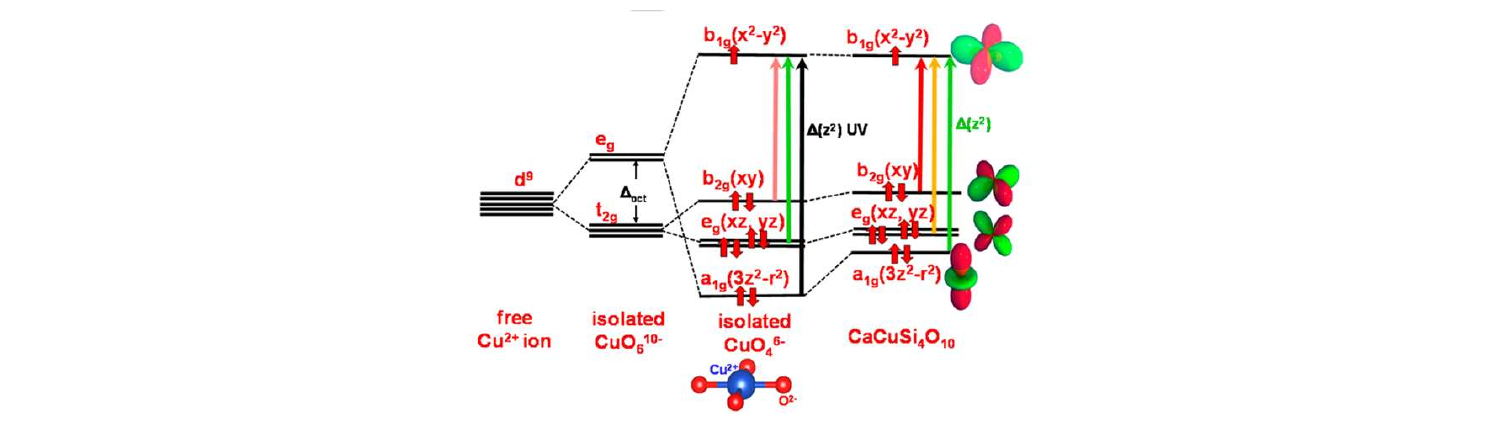 b₁g(x²-y²)
b₁g(x²-y²)
eg
Δ(z²) UV
Δ(z²)
d⁹
Δoct
b₂g(xy)
b₂g(xy)
t₂g
eg(xz, yz)
eg(xz, yz)
a₁g(3z²-r²)
a₁g(3z²-r²)
free
Cu²⁺ ion
isolated
CuO₆¹⁰⁻
isolated
CuO₄⁶⁻
CaCuSi₄O₁₀
Cu²⁺
O²⁻